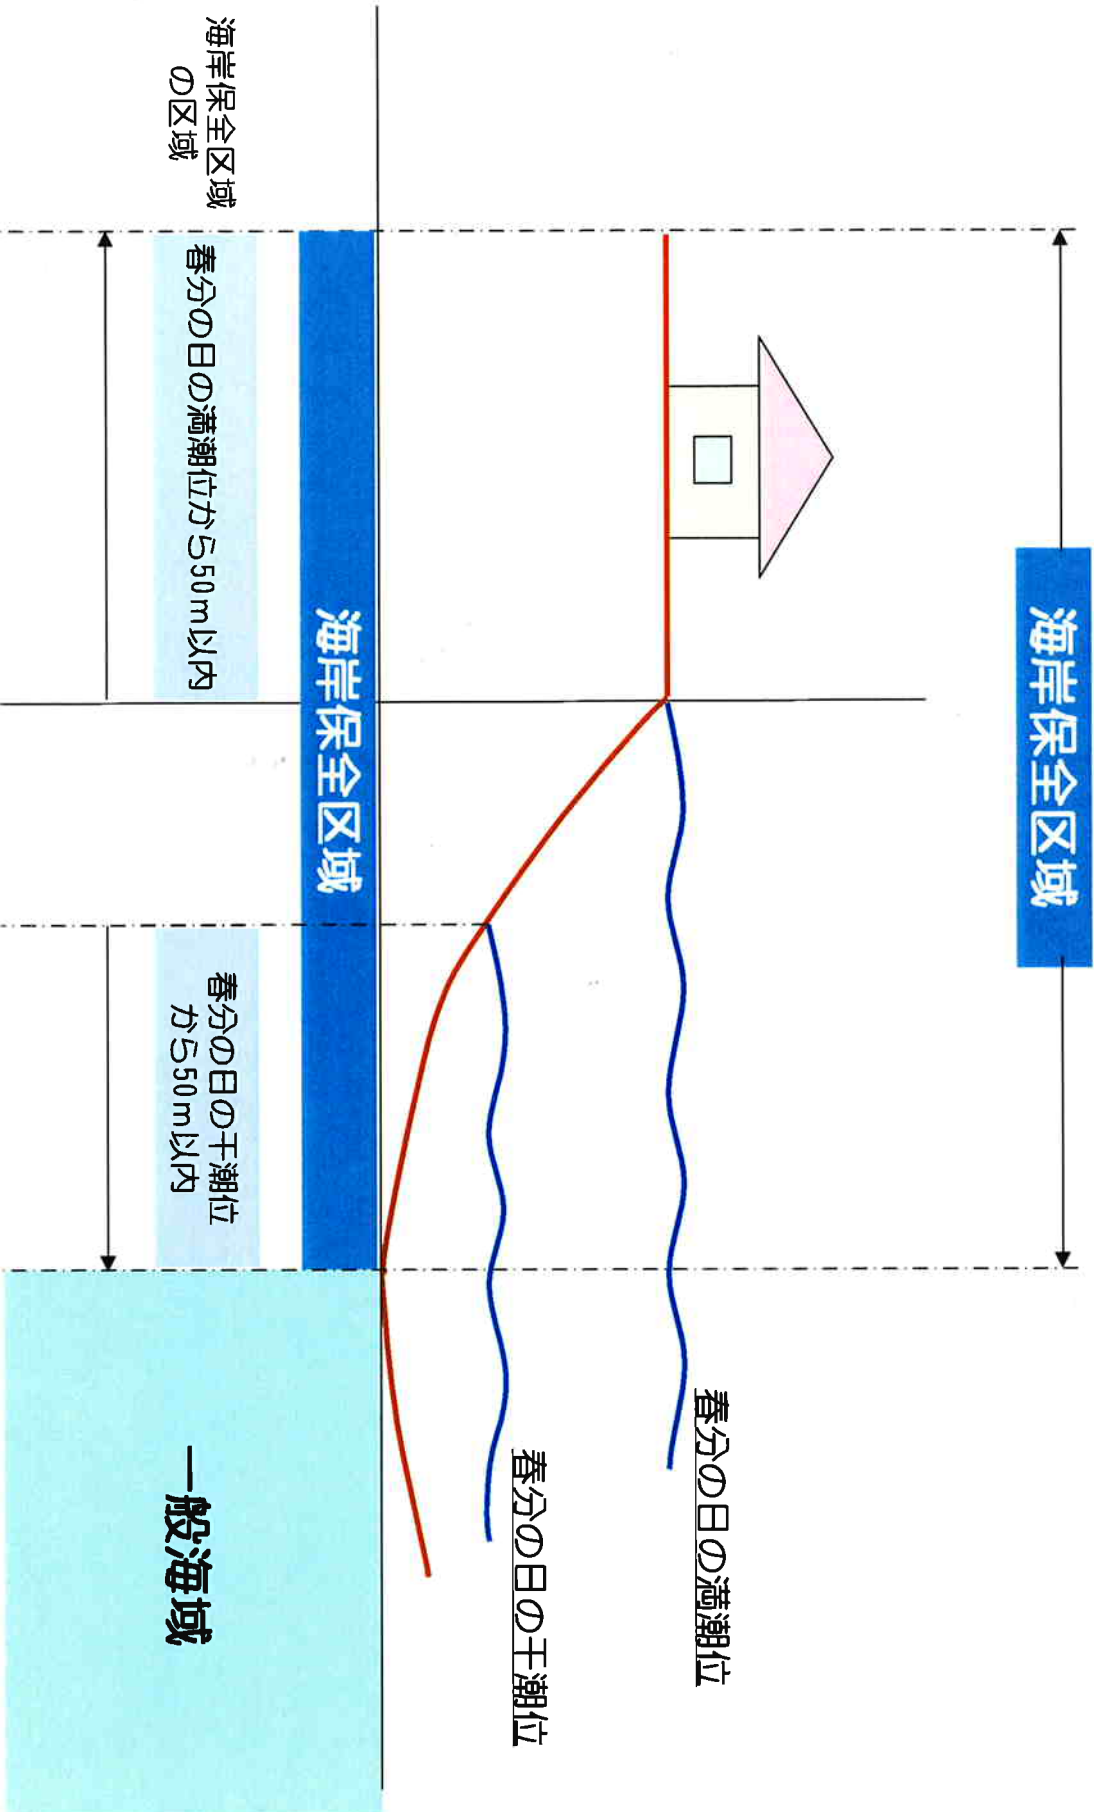 海岸保全区域
春分の日の満潮位
春分の日の干潮位
海岸保全区域
海岸保全区域
の区域
春分の日の満潮位から50m以内
春分の日の干潮位
から50m以内
一般海域